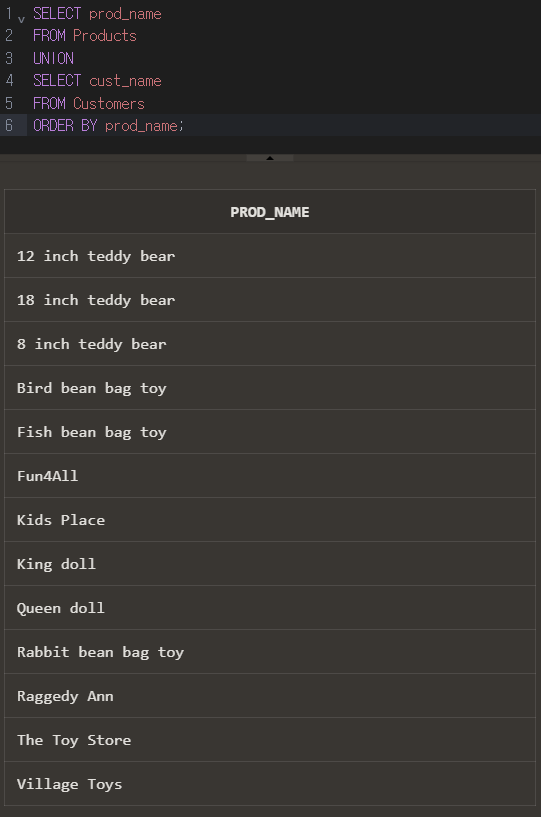 1 SELECT prod_name
2 FROM Products
3 UNION
4 SELECT cust_name
5 FROM Customers
6 ORDER BY prod_name;
PROD_NAME
12 inch teddy bear
18 inch teddy bear
8 inch teddy bear
Bird bean bag toy
Fish bean bag toy
Fun4All
Kids Place
King doll
Queen doll
Rabbit bean bag toy
Raggedy Ann
The Toy Store
Village Toys